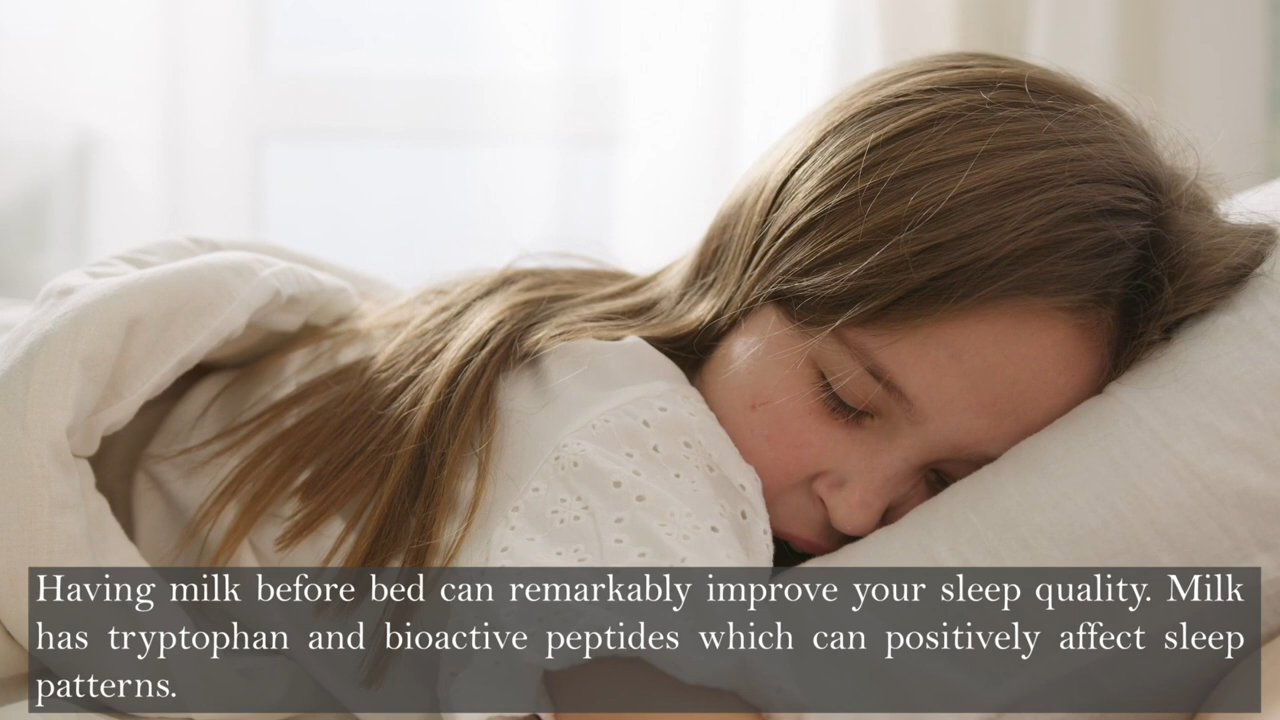 Having milk before bed can remarkably improve your sleep quality. Milk
has tryptophan and bioactive peptides which can positively affect sleep
patterns.